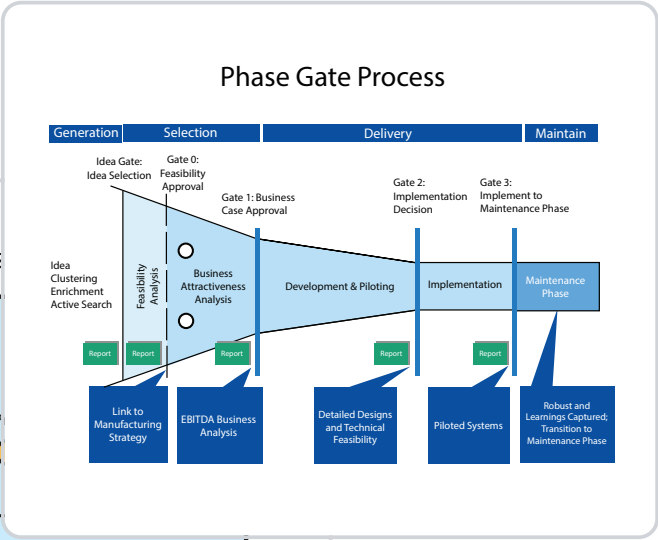 Phase Gate Process
Generation
Selection
Delivery
Maintain
Idea Gate:
Idea Selection
Gate 0:
Feasibility
Approval
Gate 1: Business
Case Approval
Gate 2:
Implementation
Decision
Gate 3:
Implement to
Maintenance Phase
Idea
Clustering
Enrichment
Active Search
Feasibility
Analysis
Business
Attractiveness
Analysis
Development & Piloting
Implementation
Maintenance
Phase
Report
Report
Report
Report
Report
Link to
Manufacturing
Strategy
EBITDA Business
Analysis
Detailed Designs
and Technical
Feasibility
Piloted Systems
Robust and
Learnings Captured;
Transition to
Maintenance Phase